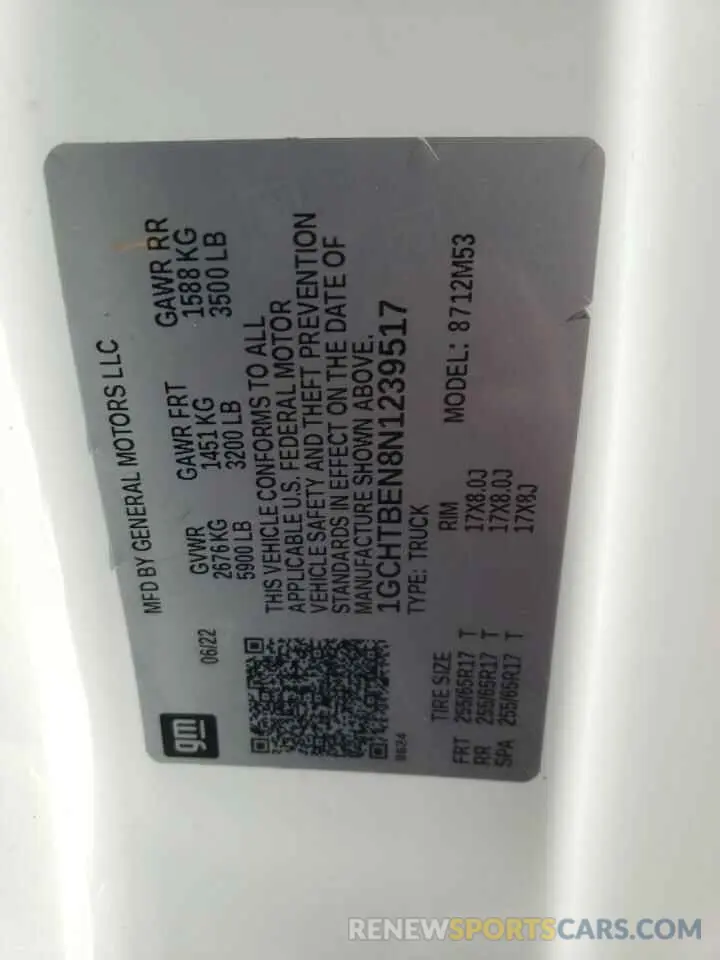 gm
06/22
MFD BY GENERAL MOTORS LLC
GVWR GAWR FRT GAWR RR
2676 KG 1451 KG 1588 KG
5900 LB 3200 LB 3500 LB
THIS VEHICLE CONFORMS TO ALL
APPLICABLE U.S. FEDERAL MOTOR
VEHICLE SAFETY AND THEFT PREVENTION
STANDARDS IN EFFECT ON THE DATE OF
MANUFACTURE SHOWN ABOVE.
1GCHTBEN8N1239517
TYPE: TRUCK
MODEL: 8712M53
TIRE SIZE RIM
FRT 255/65R17 T 17X8.0J
RR 255/65R17 T 17X8.0J
SPA 255/65R17 T 17X8J
RENEWSPORTSCARS.COM